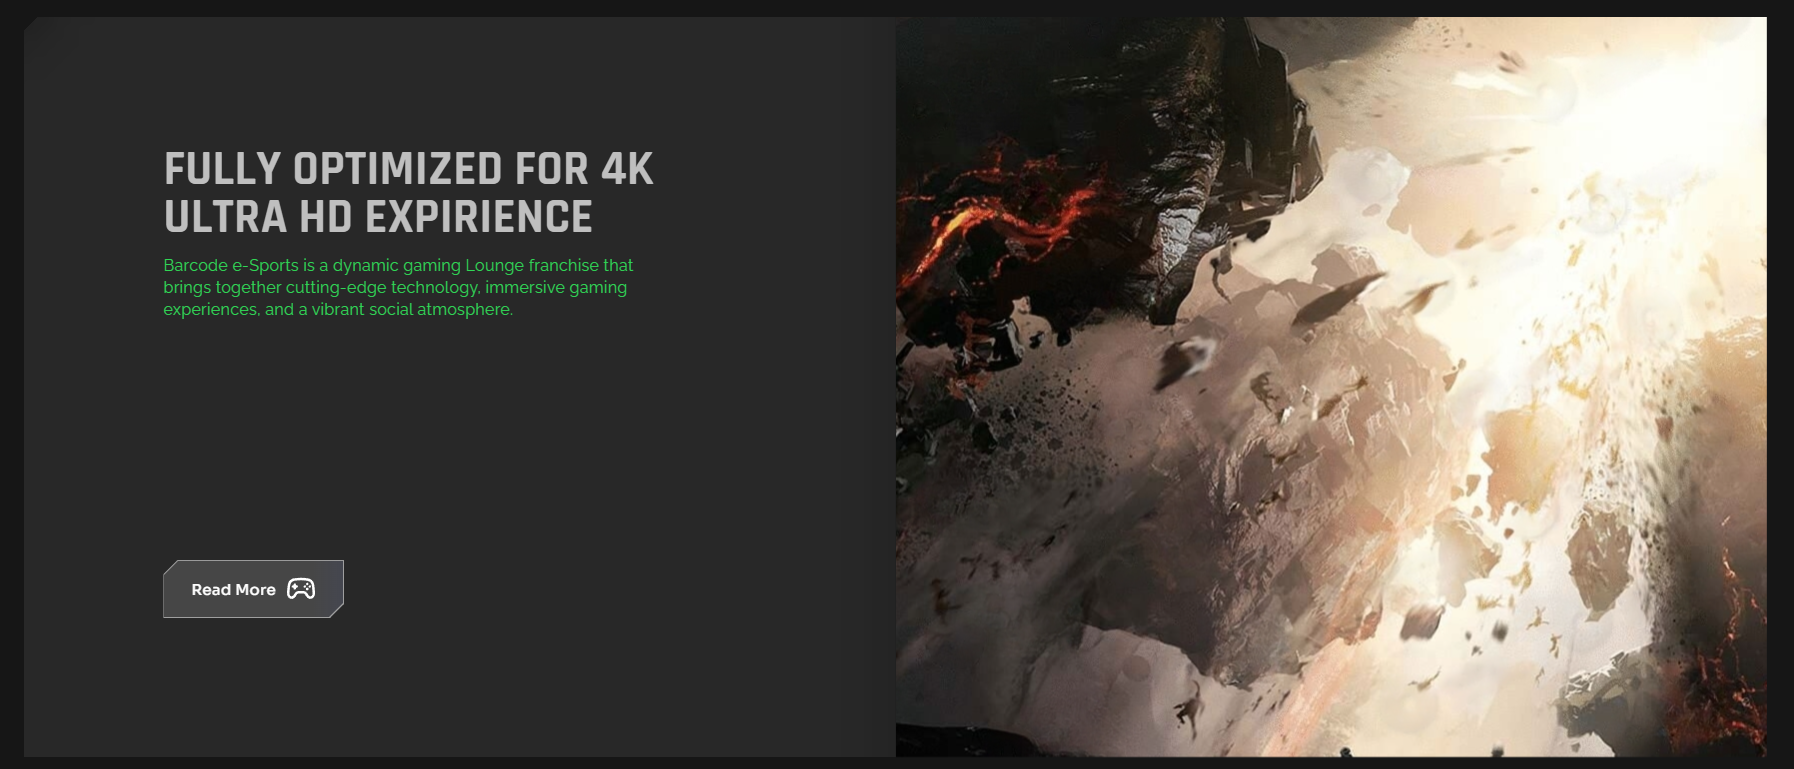 FULLY OPTIMIZED FOR 4K
ULTRA HD EXPIRIENCE
Barcode e-Sports is a dynamic gaming Lounge franchise that
brings together cutting-edge technology, immersive gaming
experiences, and a vibrant social atmosphere.
Read More